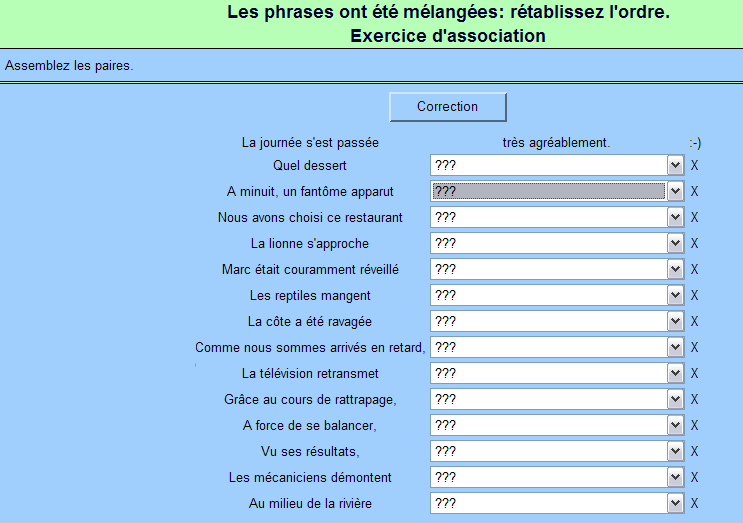 Les phrases ont été mélangées: rétablissez l'ordre.
Exercice d'association
Assemblez les paires.
Correction
La journée s'est passée très agréablement. :-)
Quel dessert ??? X
A minuit, un fantôme apparut ??? X
Nous avons choisi ce restaurant ??? X
La lionne s'approche ??? X
Marc était couramment réveillé ??? X
Les reptiles mangent ??? X
La côte a été ravagée ??? X
Comme nous sommes arrivés en retard, ??? X
La télévision retransmet ??? X
Grâce au cours de rattrapage, ??? X
A force de se balancer, ??? X
Vu ses résultats, ??? X
Les mécaniciens démontent ??? X
Au milieu de la rivière ??? X